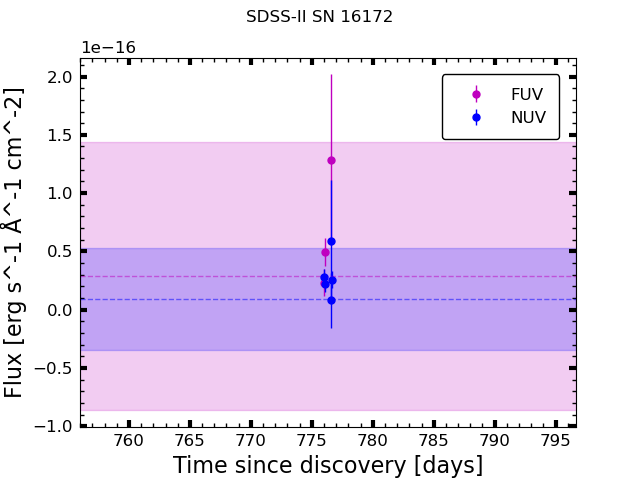 SDSS-II SN 16172
1e−16
FUV
NUV
2.0
1.5
1.0
0.5
0.0
−0.5
−1.0
Flux [erg s^-1 Å^-1 cm^-2]
760
765
770
775
780
785
790
795
Time since discovery [days]